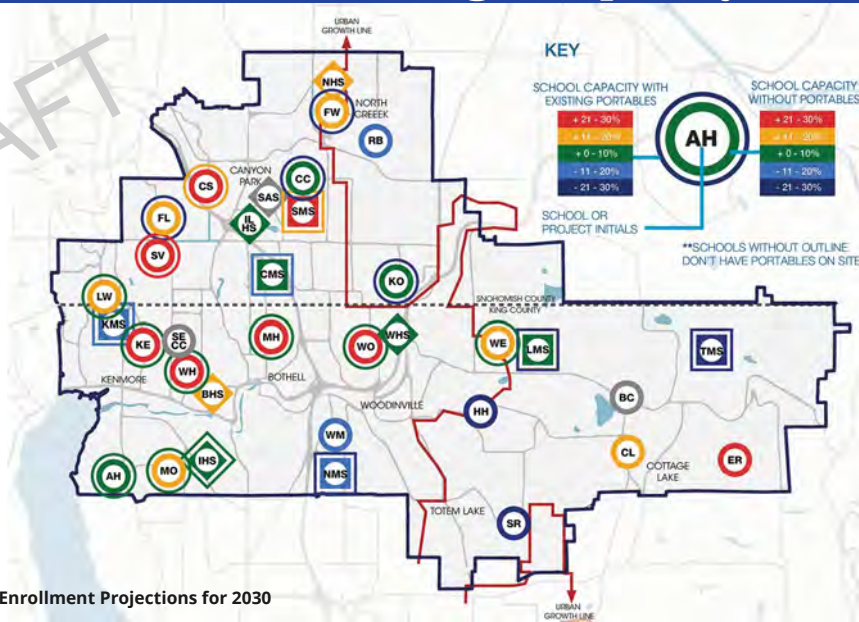 URBAN
GROWTH LINE
KEY
SCHOOL CAPACITY WITH
EXISTING PORTABLES
SCHOOL CAPACITY
WITHOUT PORTABLES
+ 21 - 30%
+ 11 - 20%
+ 0 - 10%
- 11 - 20%
- 21 - 30%
AH
+ 21 - 30%
+ 11 - 20%
+ 0 - 10%
- 11 - 20%
- 21 - 30%
SCHOOL OR
PROJECT INITIALS
**SCHOOLS WITHOUT OUTLINE
DON'T HAVE PORTABLES ON SITE
AFT
NHS
FW
NORTH
CREEEK
RB
CANYON
PARK
CC
CS
SAS
SMS
FL
IL
HS
SV
CMS
KO
LW
SNOHOMISH COUNTY
KING COUNTY
KMS
KE
SE
CC
MH
WO
WHS
WE
LMS
TMS
WH
KENMORE
BOTHELL
BHS
WOODINVILLE
HH
BC
WM
CL
ER
COTTAGE
LAKE
AH
MO
IHS
NMS
TOTEM LAKE
SR
Enrollment Projections for 2030
URBAN
GROWTH LINE